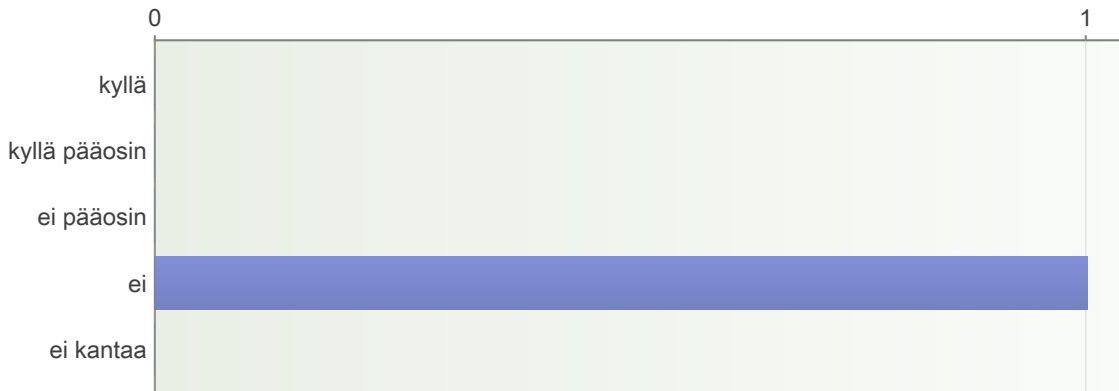 0 1
kyllä
kyllä pääosin
ei pääosin
ei
ei kantaa